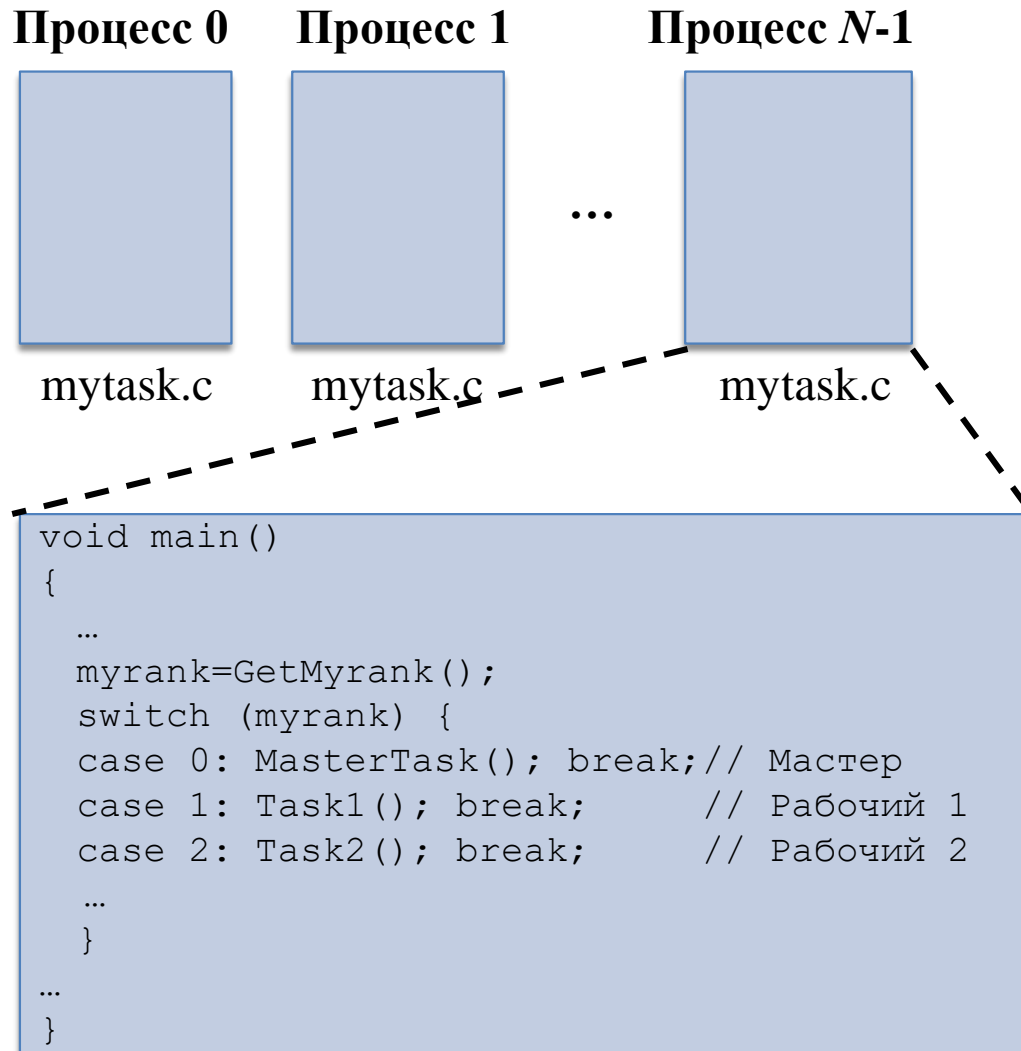 Процесс 0 Процесс 1 Процесс N-1
...
mytask.c mytask.c mytask.c
void main()
{
…
myrank=GetMyrank();
switch (myrank) {
case 0: MasterTask(); break;// Мастер
case 1: Task1(); break; // Рабочий 1
case 2: Task2(); break; // Рабочий 2
…
}
…
}